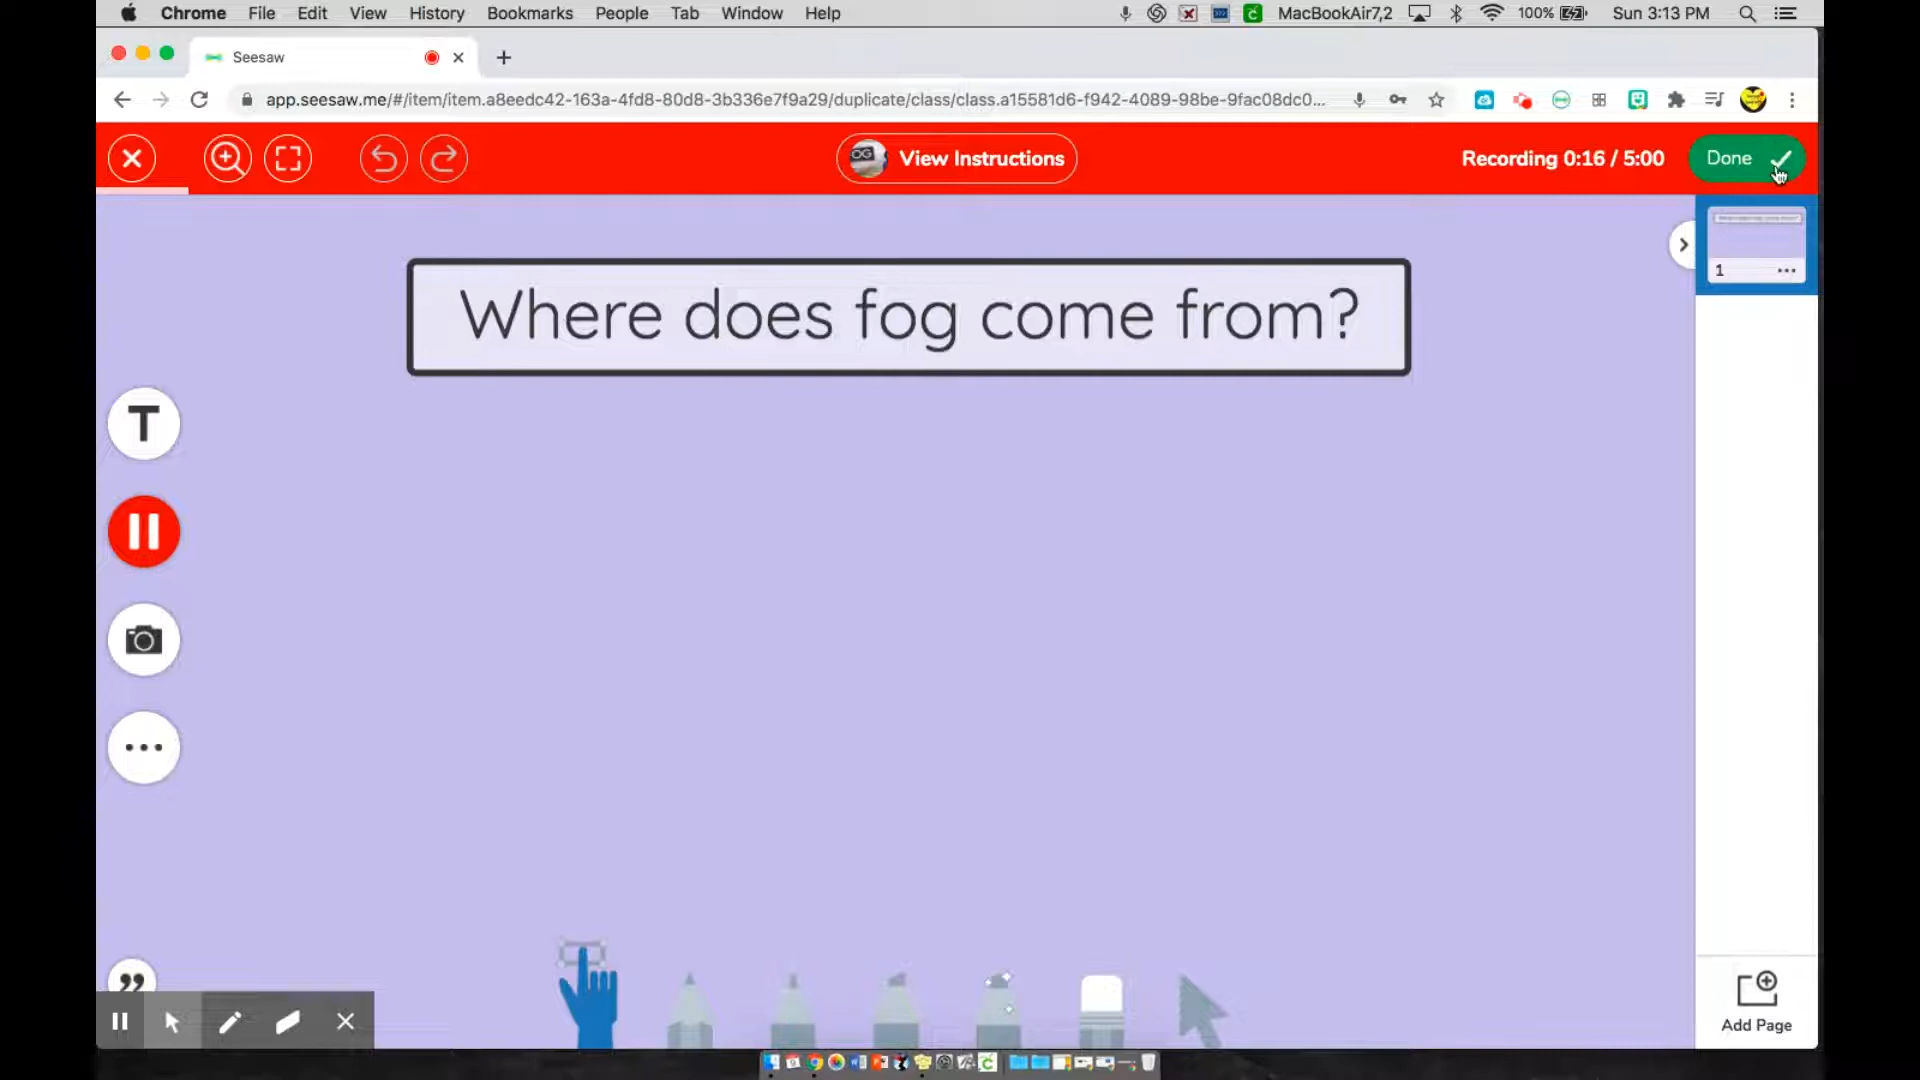 Chrome File Edit View History Bookmarks People Tab Window Help MacBookAir7,2 100% Sun 3:13 PM
Seesaw
app.seesaw.me/#/item/item.a8eedc42-163a-4fd8-80d8-3b336e7f9a29/duplicate/class/class.a15581d6-f942-4089-98be-9fac08dc0...
OG View Instructions Recording 0:16 / 5:00 Done
Where does fog come from?
1
T
Add Page